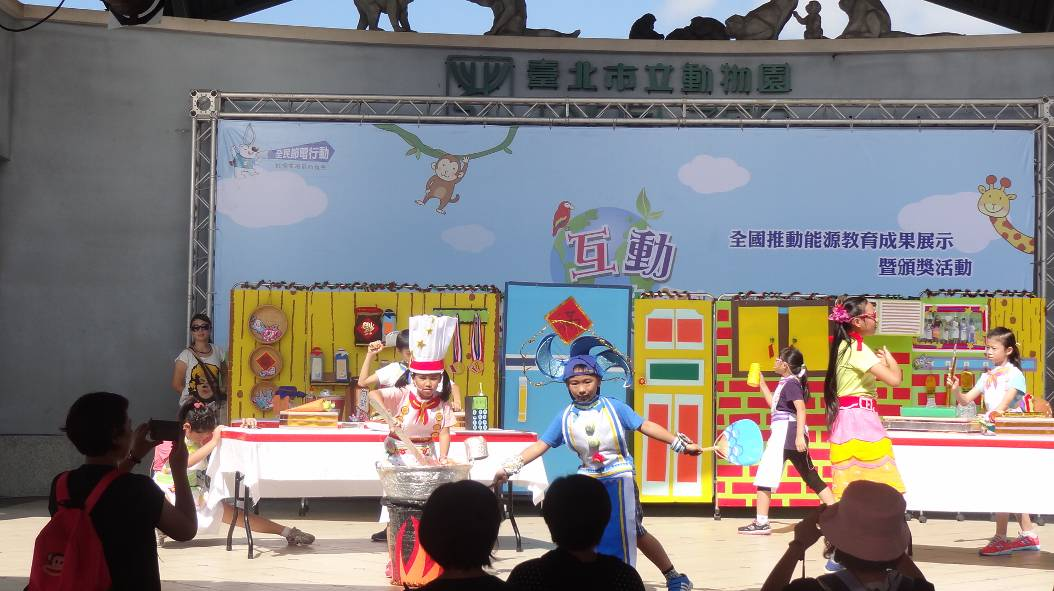 臺北市立動物園
全民節電行動
互動
全國推動能源教育成果展示
暨頒獎活動